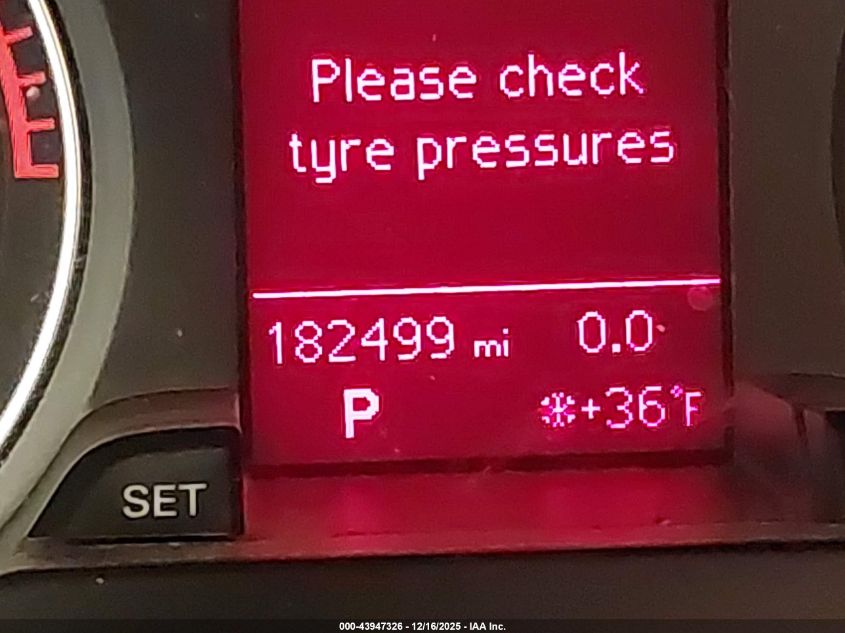 Please check
tyre pressures
182499 mi 0.0
P ❄+36°F
SET
000-43947326 - 12/16/2025 - IAA Inc.